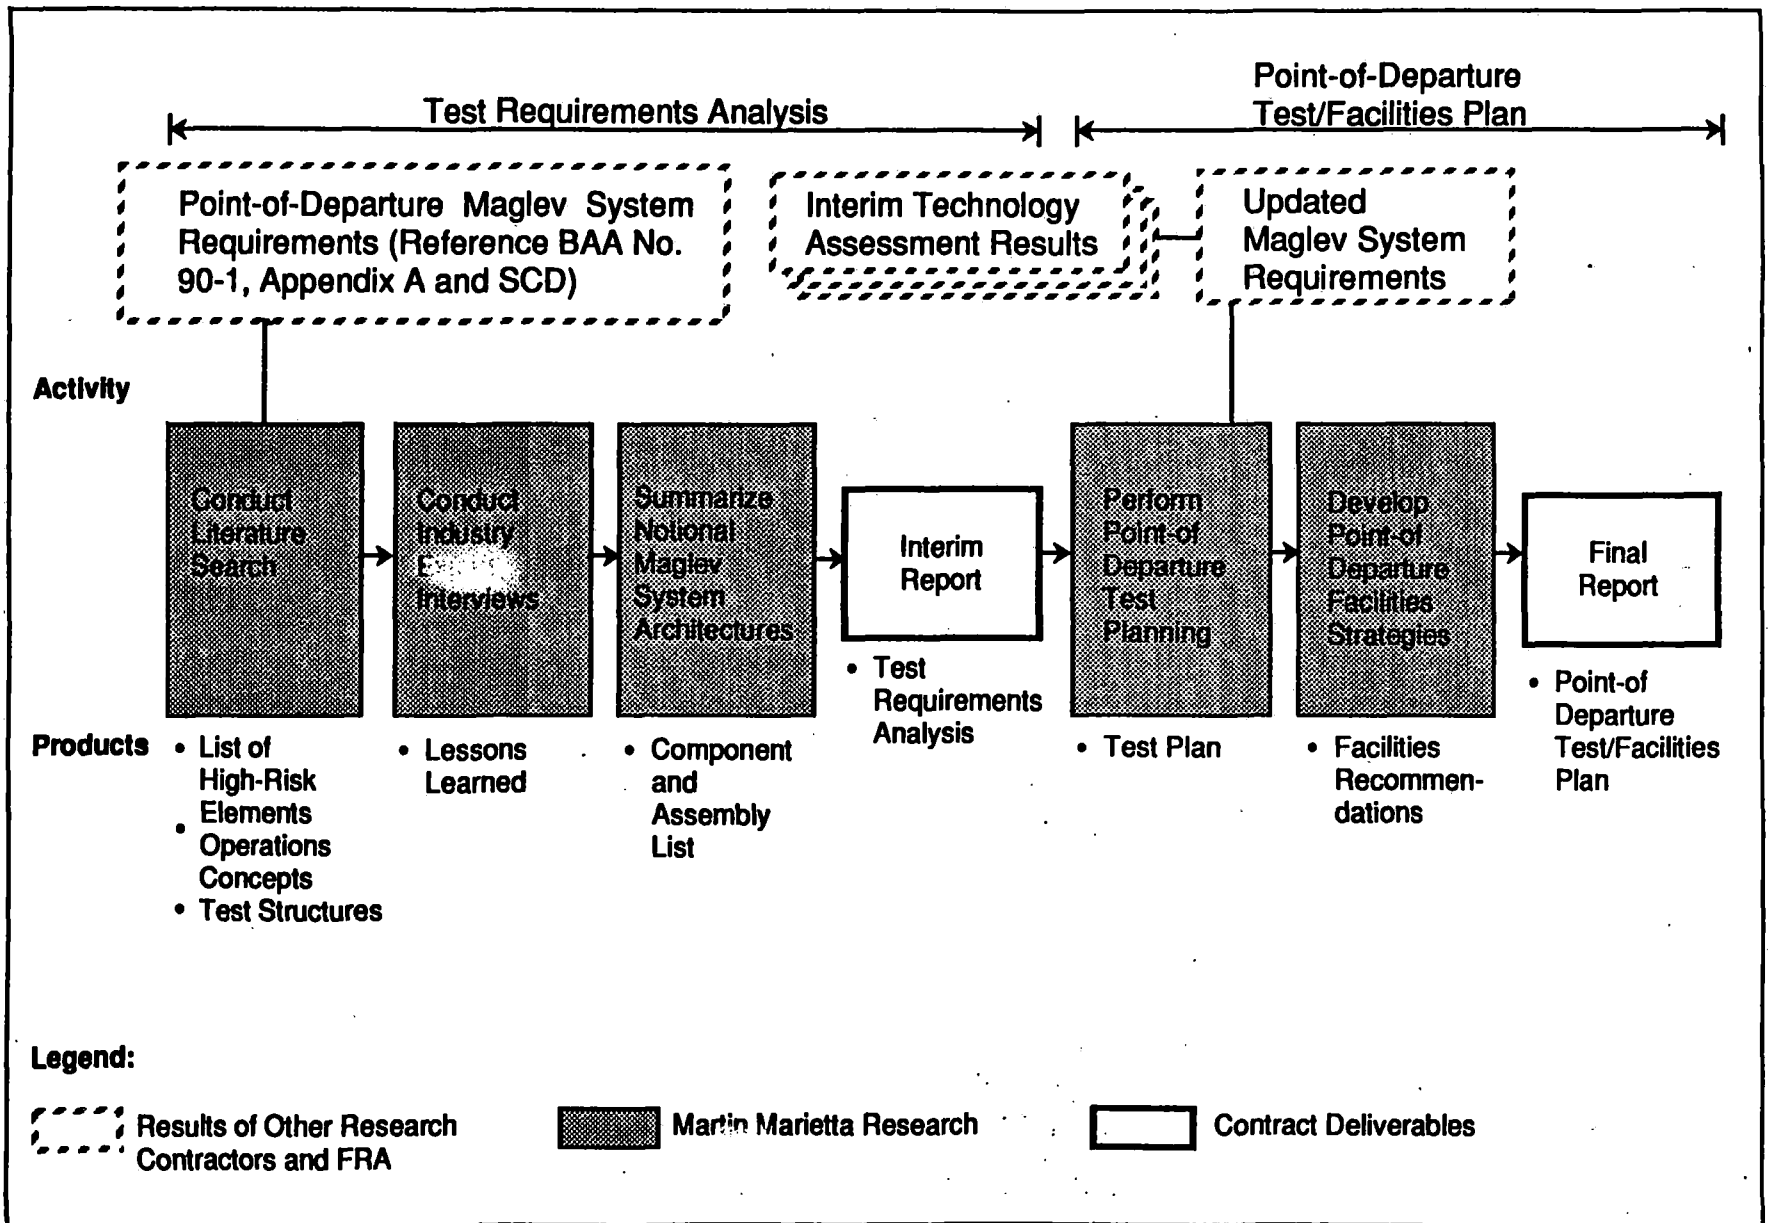 Test Requirements Analysis
Point-of-Departure
Test/Facilities Plan
Point-of-Departure Maglev System
Requirements (Reference BAA No.
90-1, Appendix A and SCD)
Interim Technology
Assessment Results
Updated
Maglev System
Requirements
Activity
Conduct
Literature
Search
Conduct
Industry
Interviews
Summarize
Notional
Maglev
System
Architectures
Interim
Report
Perform
Point-of
Departure
Test
Planning
Develop
Point-of
Departure
Facilities
Strategies
Final
Report
Products
• List of
High-Risk
Elements
• Operations
Concepts
• Test Structures
• Lessons
Learned
• Component
and
Assembly
List
• Test
Requirements
Analysis
• Test Plan
• Facilities
Recommen-
dations
• Point-of
Departure
Test/Facilities
Plan
Legend:
Results of Other Research
Contractors and FRA
Martin Marietta Research
Contract Deliverables